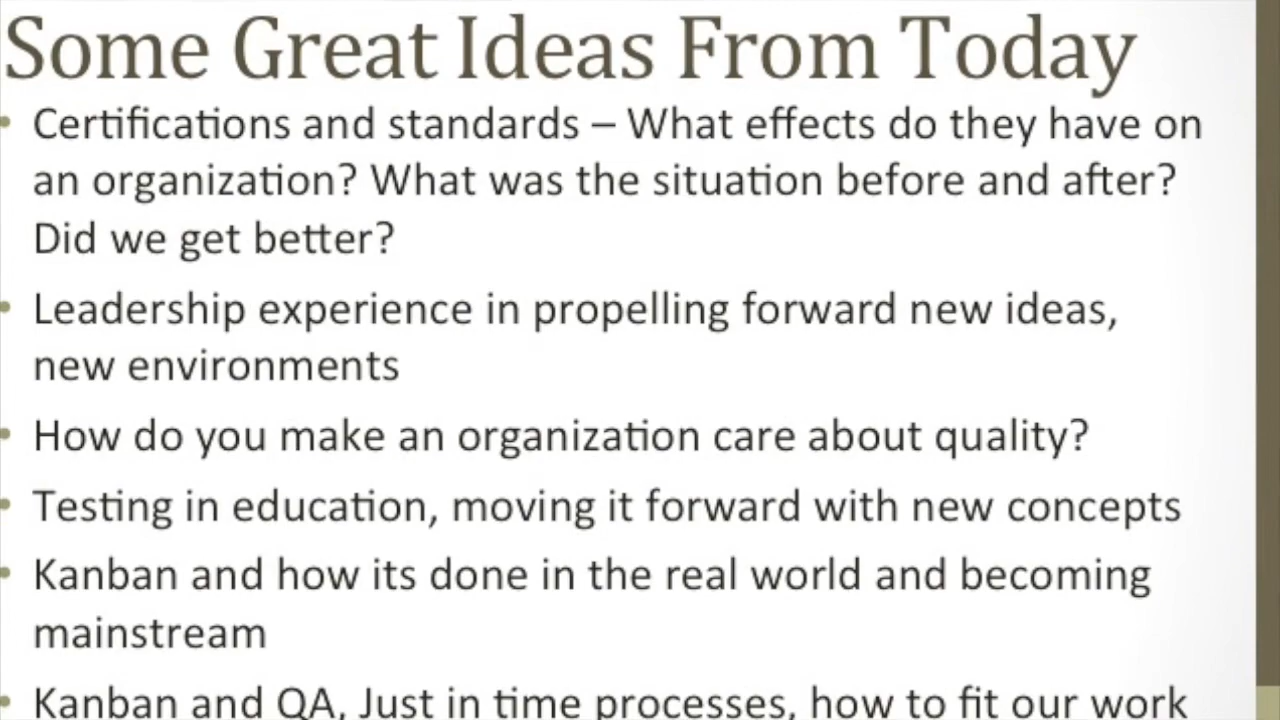 Some Great Ideas From Today
• Certifications and standards – What effects do they have on
an organization? What was the situation before and after?
Did we get better?
• Leadership experience in propelling forward new ideas,
new environments
• How do you make an organization care about quality?
• Testing in education, moving it forward with new concepts
• Kanban and how its done in the real world and becoming
mainstream
• Kanban and QA, Just in time processes, how to fit our work